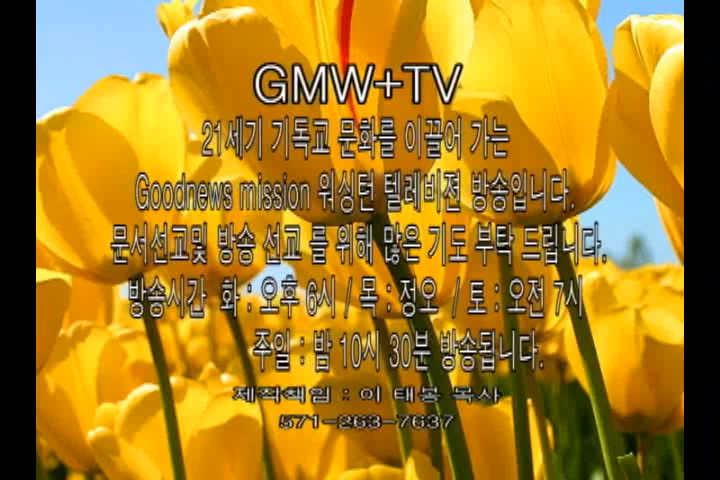 GMW+TV
21세기 기독교 문화를 이끌어 가는
Goodnews mission 워싱턴 텔레비젼 방송입니다.
문서선교및 방송 선교 를 위해 많은 기도 부탁 드립니다.
방송시간 화 : 오후 6시 / 목 : 정오 / 토 : 오전 7시
주일 : 밤 10시 30분 방송됩니다.
제작책임 : 이 태봉 목사
571-263-7637